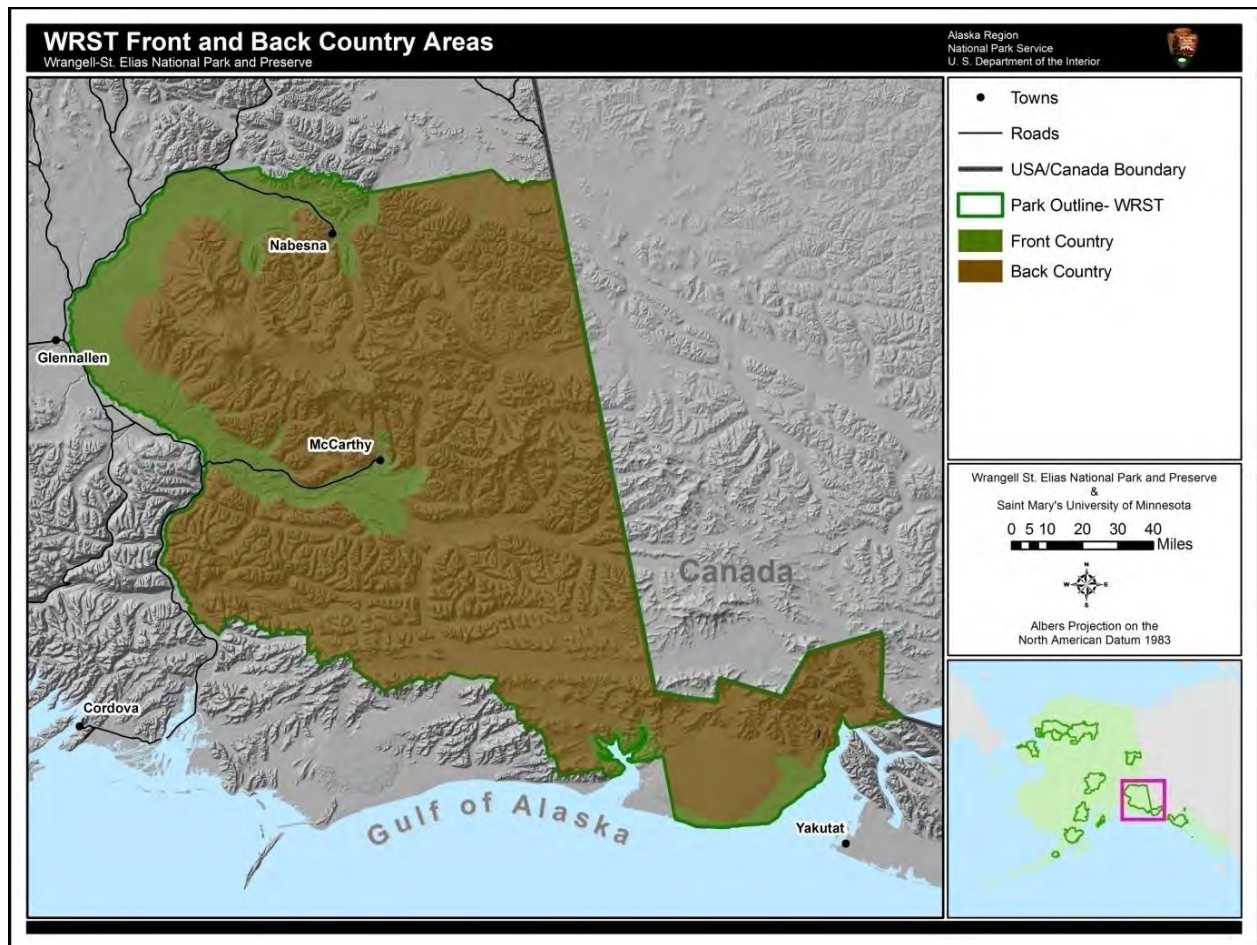 WRST Front and Back Country Areas
Wrangell-St. Elias National Park and Preserve
Alaska Region
National Park Service
U. S. Department of the Interior
Towns
Roads
USA/Canada Boundary
Park Outline- WRST
Front Country
Back Country
Nabesna
Glennallen
McCarthy
Canada
Cordova
Gulf of Alaska
Yakutat
Wrangell St. Elias National Park and Preserve
&
Saint Mary's University of Minnesota
0 5 10 20 30 40
Miles
N
W E
S
Albers Projection on the
North American Datum 1983